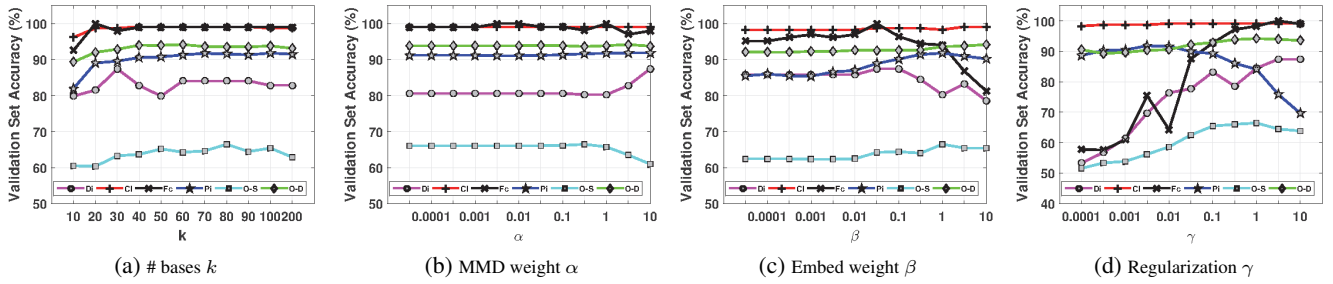 Validation Set Accuracy (%)
100
90
80
70
60
50
Di Cl Fc Pi O-S O-D
10 20 30 40 50 60 70 80 90 100 200
k
(a) # bases k
Validation Set Accuracy (%)
100
90
80
70
60
50
Di Cl Fc Pi O-S O-D
0.0001 0.001 0.01 0.1 1 10
α
(b) MMD weight α
Validation Set Accuracy (%)
100
90
80
70
60
50
Di Cl Fc Pi O-S O-D
0.0001 0.001 0.01 0.1 1 10
β
(c) Embed weight β
Validation Set Accuracy (%)
100
90
80
70
60
50
40
Di Cl Fc Pi O-S O-D
0.0001 0.001 0.01 0.1 1 10
γ
(d) Regularization γ